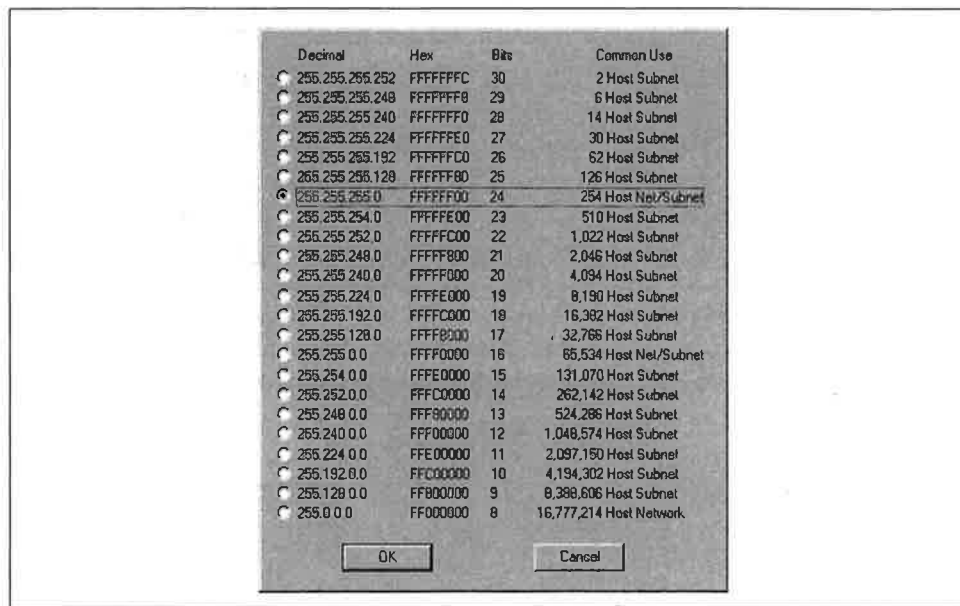 Decimal Hex Bits Common Use
255.255.255.252 FFFFFFFC 30 2 Host Subnet
255.255.255.248 FFFFFFF8 29 6 Host Subnet
255.255.255.240 FFFFFFF0 28 14 Host Subnet
255.255.255.224 FFFFFFE0 27 30 Host Subnet
255.255.255.192 FFFFFFC0 26 62 Host Subnet
255.255.255.128 FFFFFF80 25 126 Host Subnet
255.255.255.0 FFFFFF00 24 254 Host Net/Subnet
255.255.254.0 FFFFFE00 23 510 Host Subnet
255.255.252.0 FFFFFC00 22 1,022 Host Subnet
255.255.248.0 FFFFF800 21 2,046 Host Subnet
255.255.240.0 FFFFF000 20 4,094 Host Subnet
255.255.224.0 FFFFE000 19 8,190 Host Subnet
255.255.192.0 FFFFC000 18 16,382 Host Subnet
255.255.128.0 FFFF8000 17 32,766 Host Subnet
255.255.0.0 FFFF0000 16 65,534 Host Net/Subnet
255.254.0.0 FFFE0000 15 131,070 Host Subnet
255.252.0.0 FFFC0000 14 262,142 Host Subnet
255.248.0.0 FFF80000 13 524,286 Host Subnet
255.240.0.0 FFF00000 12 1,048,574 Host Subnet
255.224.0.0 FFE00000 11 2,097,150 Host Subnet
255.192.0.0 FFC00000 10 4,194,302 Host Subnet
255.128.0.0 FF800000 9 8,388,606 Host Subnet
255.0.0.0 FF000000 8 16,777,214 Host Network
OK Cancel